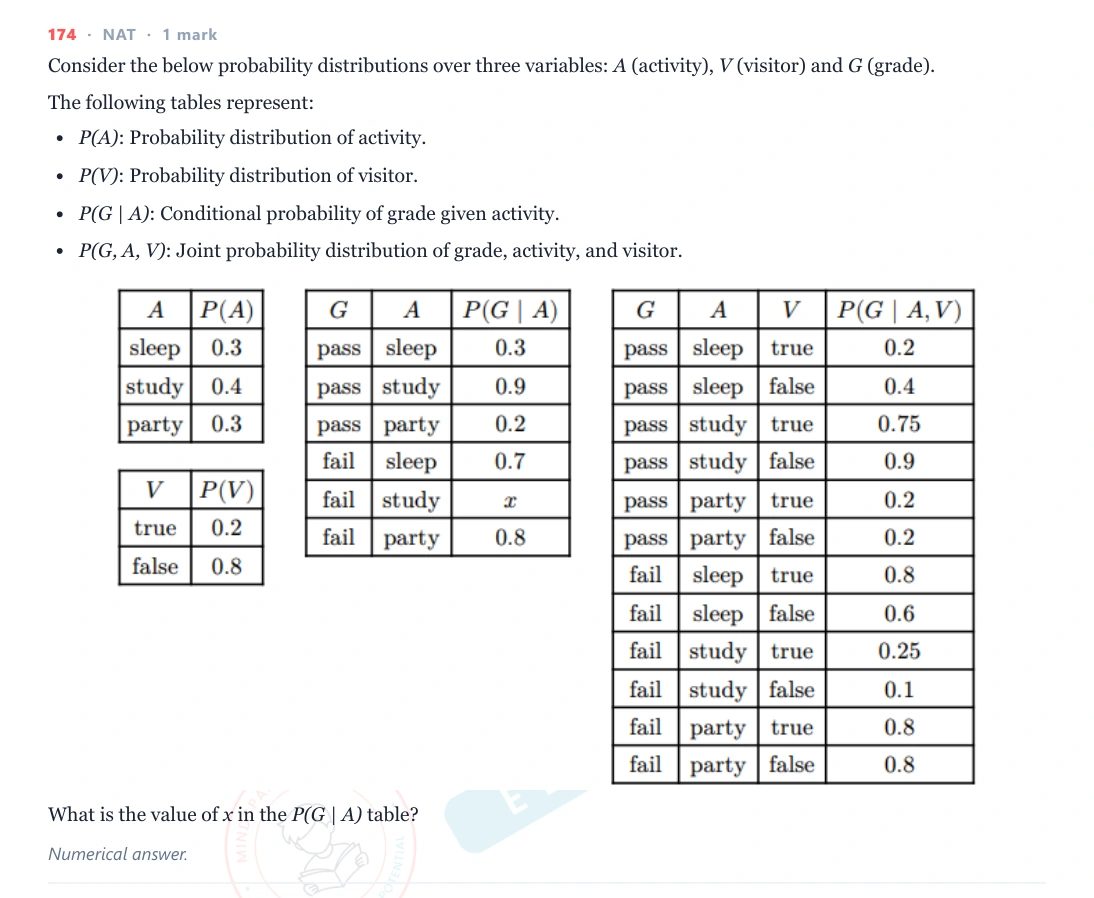 174 · NAT · 1 mark
Consider the below probability distributions over three variables: A (activity), V (visitor) and G (grade).
The following tables represent:
• P(A): Probability distribution of activity.
• P(V): Probability distribution of visitor.
• P(G | A): Conditional probability of grade given activity.
• P(G, A, V): Joint probability distribution of grade, activity, and visitor.
A P(A)
sleep 0.3
study 0.4
party 0.3
V P(V)
true 0.2
false 0.8
G A P(G | A)
pass sleep 0.3
pass study 0.9
pass party 0.2
fail sleep 0.7
fail study x
fail party 0.8
G A V P(G | A, V)
pass sleep true 0.2
pass sleep false 0.4
pass study true 0.75
pass study false 0.9
pass party true 0.2
pass party false 0.2
fail sleep true 0.8
fail sleep false 0.6
fail study true 0.25
fail study false 0.1
fail party true 0.8
fail party false 0.8
What is the value of x in the P(G | A) table?
Numerical answer.